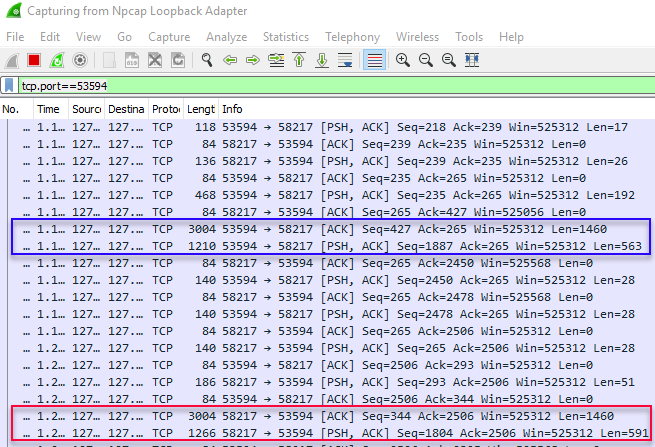 Capturing from Npcap Loopback Adapter
File Edit View Go Capture Analyze Statistics Telephony Wireless Tools Help
tcp.port==53594
No. Time Source Destina Protoc Lengt Info
… 1.1… 127.… 127.… TCP 118 53594 → 58217 [PSH, ACK] Seq=218 Ack=239 Win=525312 Len=17
… 1.1… 127.… 127.… TCP 84 58217 → 53594 [ACK] Seq=239 Ack=235 Win=525312 Len=0
… 1.1… 127.… 127.… TCP 136 58217 → 53594 [PSH, ACK] Seq=239 Ack=235 Win=525312 Len=26
… 1.1… 127.… 127.… TCP 84 53594 → 58217 [ACK] Seq=235 Ack=265 Win=525312 Len=0
… 1.1… 127.… 127.… TCP 468 53594 → 58217 [PSH, ACK] Seq=235 Ack=265 Win=525312 Len=192
… 1.1… 127.… 127.… TCP 84 58217 → 53594 [ACK] Seq=265 Ack=427 Win=525056 Len=0
… 1.1… 127.… 127.… TCP 3004 53594 → 58217 [ACK] Seq=427 Ack=265 Win=525312 Len=1460
… 1.1… 127.… 127.… TCP 1210 53594 → 58217 [PSH, ACK] Seq=1887 Ack=265 Win=525312 Len=563
… 1.1… 127.… 127.… TCP 84 58217 → 53594 [ACK] Seq=265 Ack=2450 Win=525568 Len=0
… 1.1… 127.… 127.… TCP 140 53594 → 58217 [PSH, ACK] Seq=2450 Ack=265 Win=525312 Len=28
… 1.1… 127.… 127.… TCP 84 58217 → 53594 [ACK] Seq=265 Ack=2478 Win=525568 Len=0
… 1.1… 127.… 127.… TCP 140 53594 → 58217 [PSH, ACK] Seq=2478 Ack=265 Win=525312 Len=28
… 1.1… 127.… 127.… TCP 84 58217 → 53594 [ACK] Seq=265 Ack=2506 Win=525312 Len=0
… 1.2… 127.… 127.… TCP 140 58217 → 53594 [PSH, ACK] Seq=265 Ack=2506 Win=525312 Len=28
… 1.2… 127.… 127.… TCP 84 53594 → 58217 [ACK] Seq=2506 Ack=293 Win=525312 Len=0
… 1.2… 127.… 127.… TCP 186 58217 → 53594 [PSH, ACK] Seq=293 Ack=2506 Win=525312 Len=51
… 1.2… 127.… 127.… TCP 84 53594 → 58217 [ACK] Seq=2506 Ack=344 Win=525312 Len=0
… 1.2… 127.… 127.… TCP 3004 58217 → 53594 [ACK] Seq=344 Ack=2506 Win=525312 Len=1460
… 1.2… 127.… 127.… TCP 1266 58217 → 53594 [PSH, ACK] Seq=1804 Ack=2506 Win=525312 Len=591